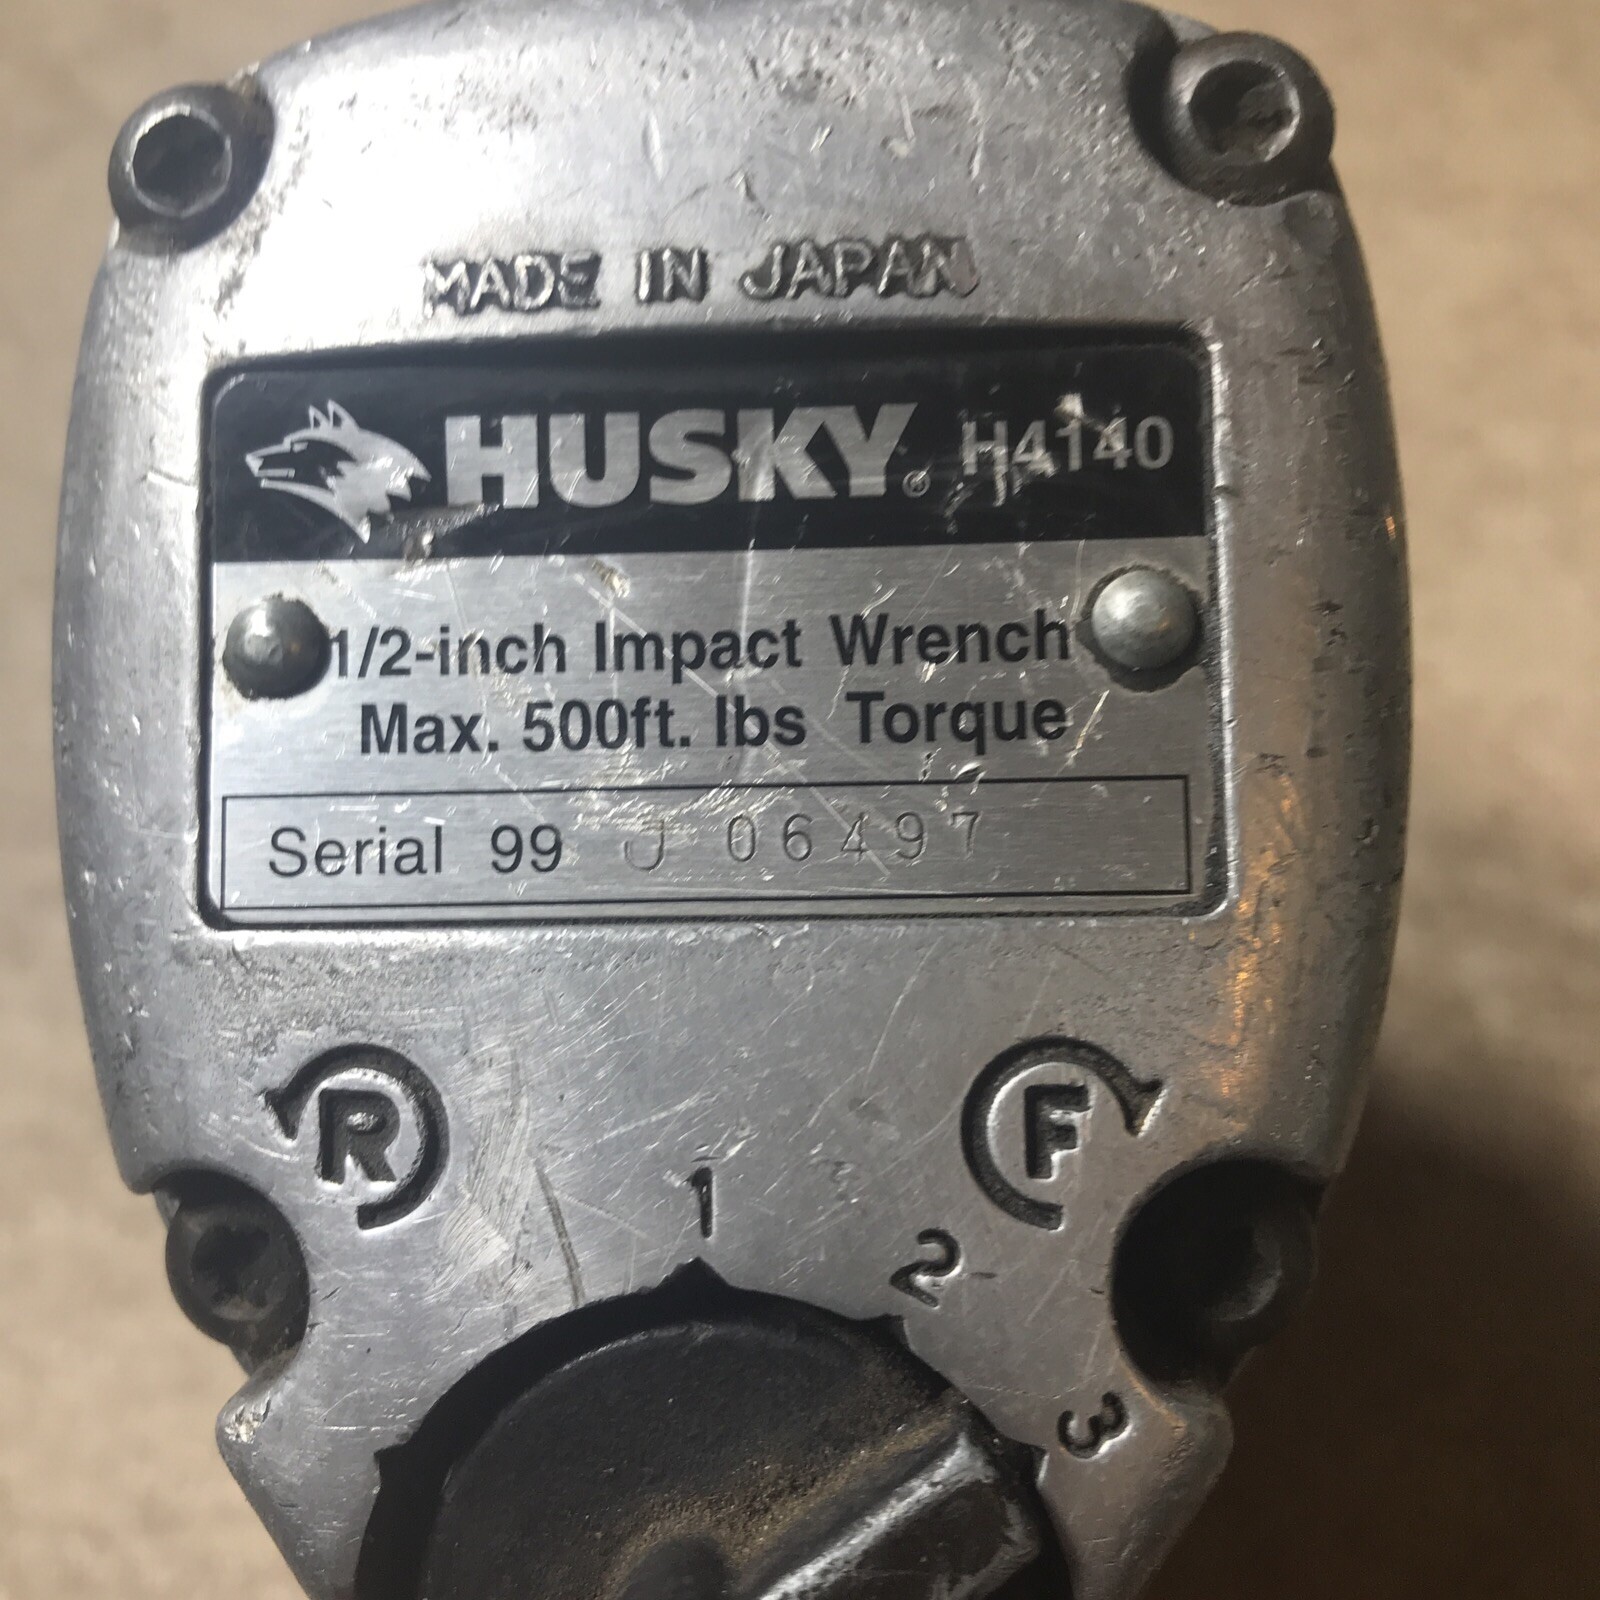 MADE IN JAPAN
HUSKY® H4140
1/2-inch Impact Wrench
Max. 500ft. lbs Torque
Serial 99 J 06497
R F
1
2
3